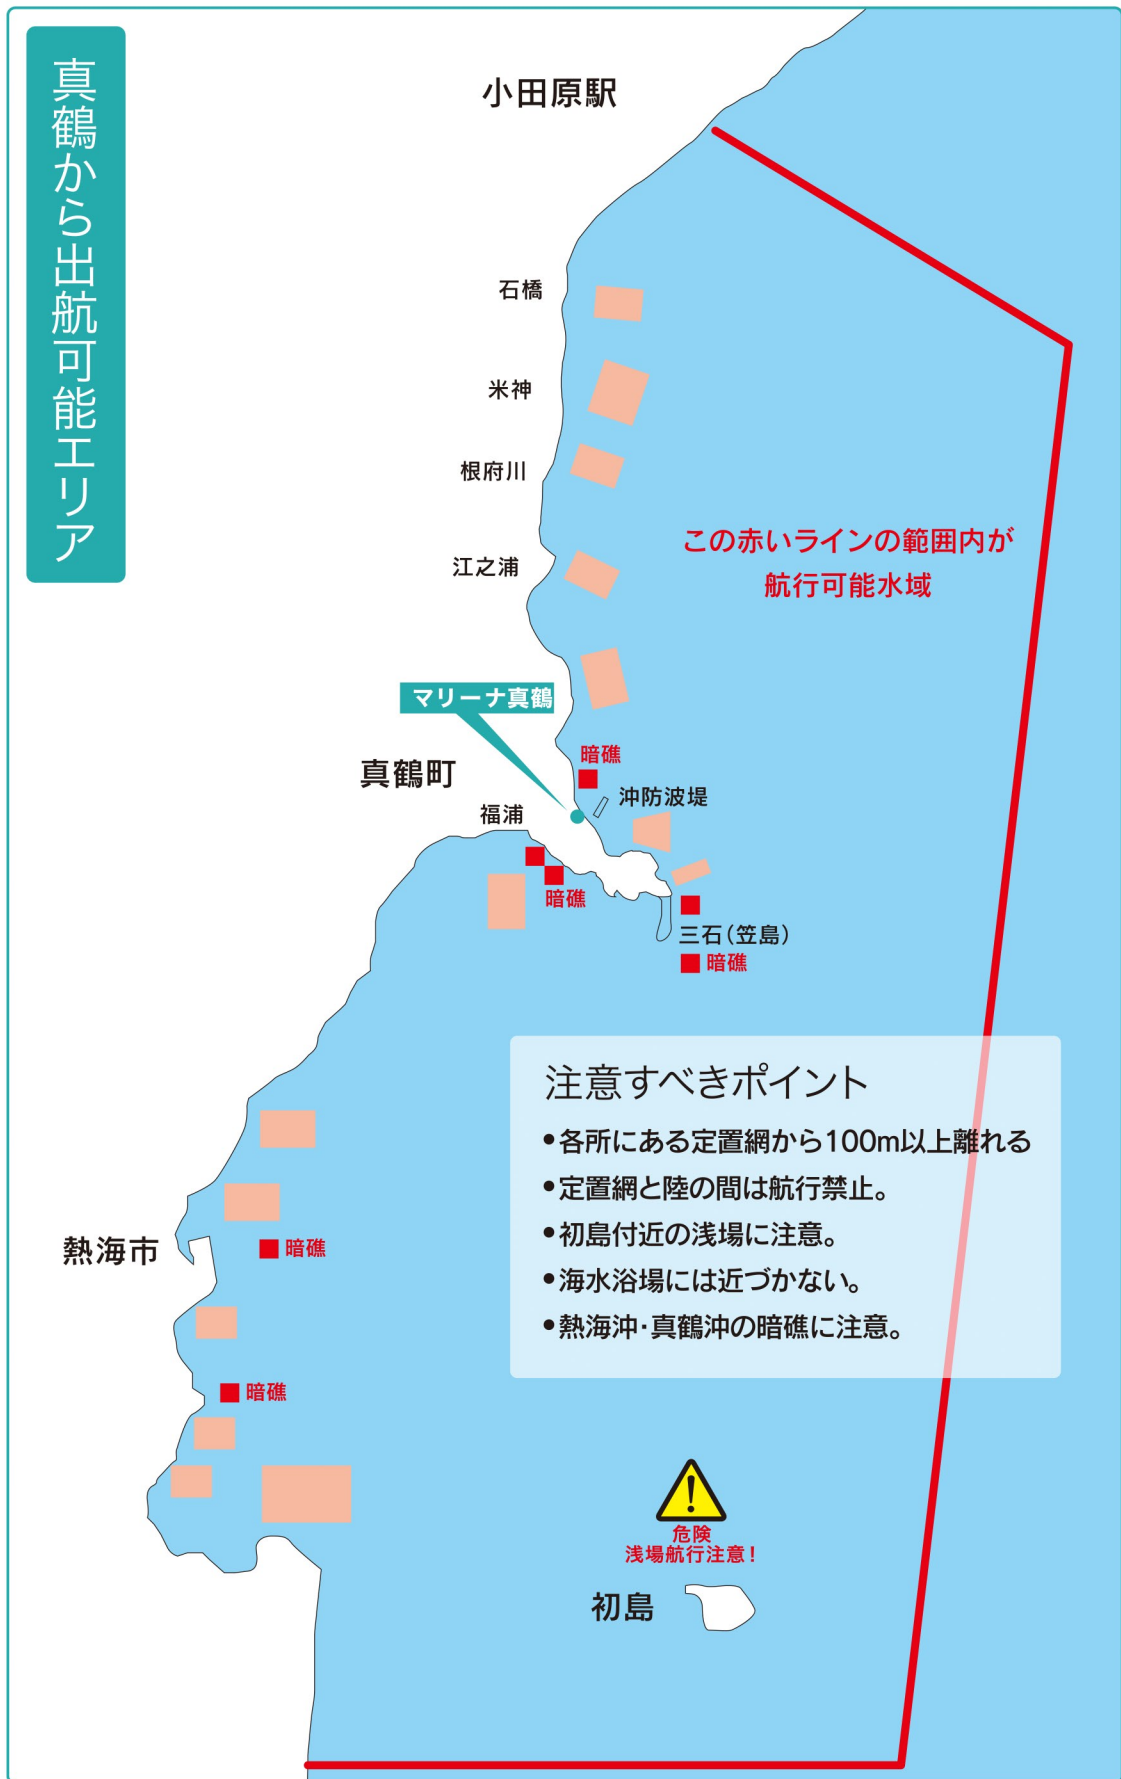 真鶴から出航可能エリア
小田原駅
石橋
米神
根府川
この赤いラインの範囲内が
航行可能水域
江之浦
マリーナ真鶴
暗礁
真鶴町
沖防波堤
福浦
暗礁
三石(笠島)
暗礁
注意すべきポイント
•各所にある定置網から100m以上離れる
•定置網と陸の間は航行禁止。
•初島付近の浅場に注意。
•海水浴場には近づかない。
•熱海沖・真鶴沖の暗礁に注意。
熱海市
暗礁
暗礁
危険
浅場航行注意!
初島